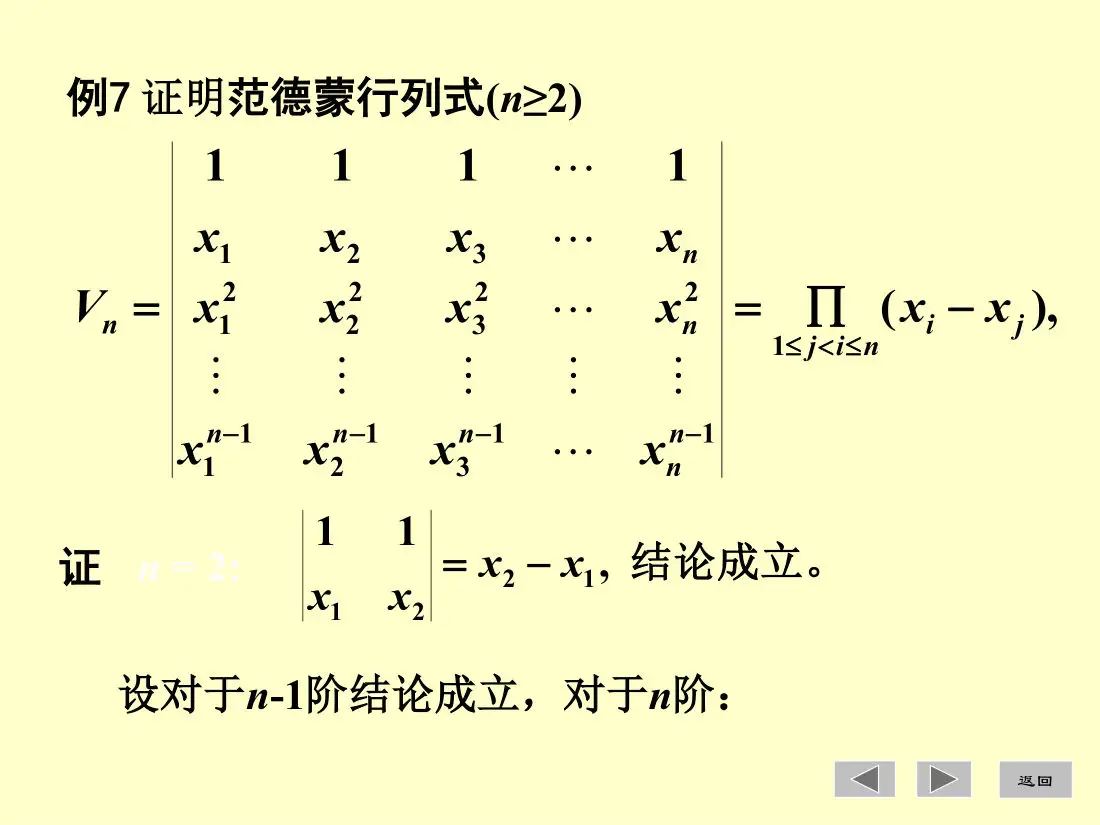 例7 证明范德蒙行列式(n≥2)
1 1 1 ⋯ 1
x₁ x₂ x₃ ⋯ xₙ
Vₙ = x₁² x₂² x₃² ⋯ xₙ² = ∏ (xᵢ − xⱼ),
1≤j<i≤n
⋮ ⋮ ⋮ ⋮ ⋮
x₁ⁿ⁻¹ x₂ⁿ⁻¹ x₃ⁿ⁻¹ ⋯ xₙⁿ⁻¹
1 1
证 n = 2: = x₂ − x₁, 结论成立。
x₁ x₂
设对于n-1阶结论成立，对于n阶：
返回